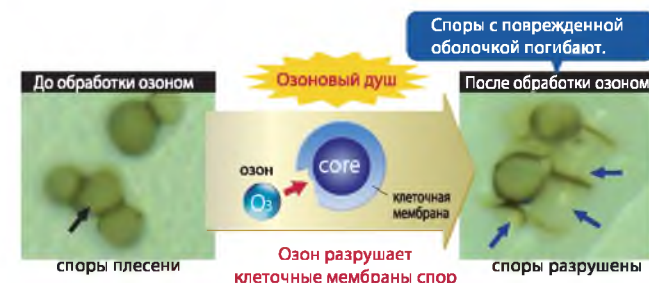 Споры с поврежденной
оболочкой погибают.
До обработки озоном
Озоновый душ
После обработки озоном
озон
O3
core
клеточная
мембрана
споры плесени
Озон разрушает
клеточные мембраны спор
споры разрушены